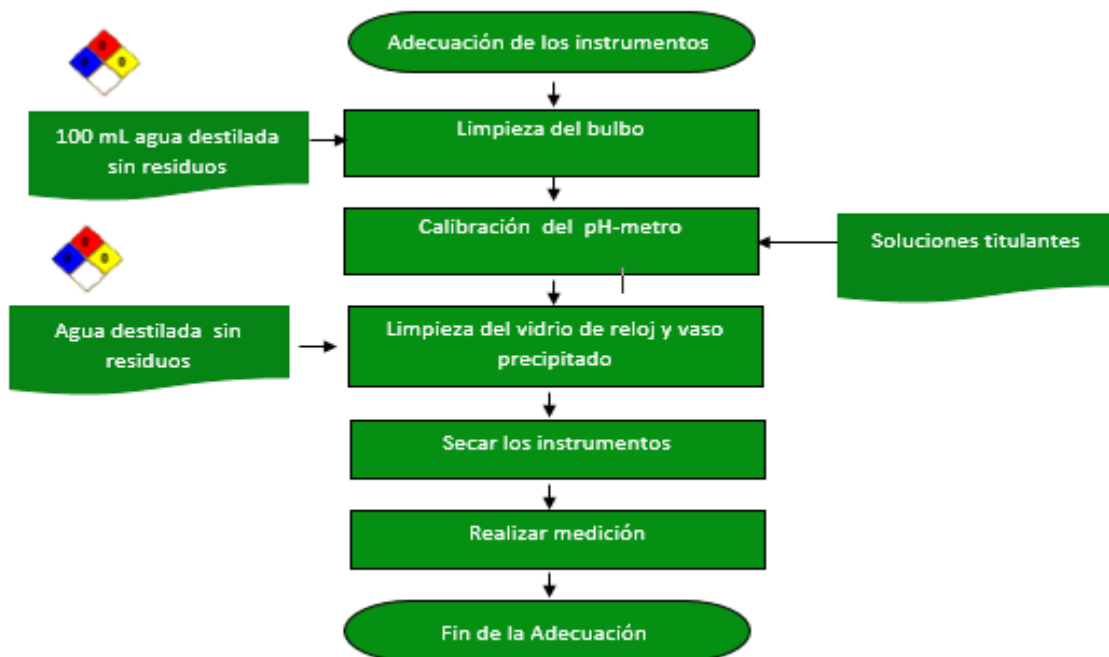 Adecuación de los instrumentos
0
0
0
100 mL agua destilada
sin residuos
Limpieza del bulbo
Calibración del pH-metro
Soluciones titulantes
0
0
0
Agua destilada sin
residuos
Limpieza del vidrio de reloj y vaso
precipitado
Secar los instrumentos
Realizar medición
Fin de la Adecuación